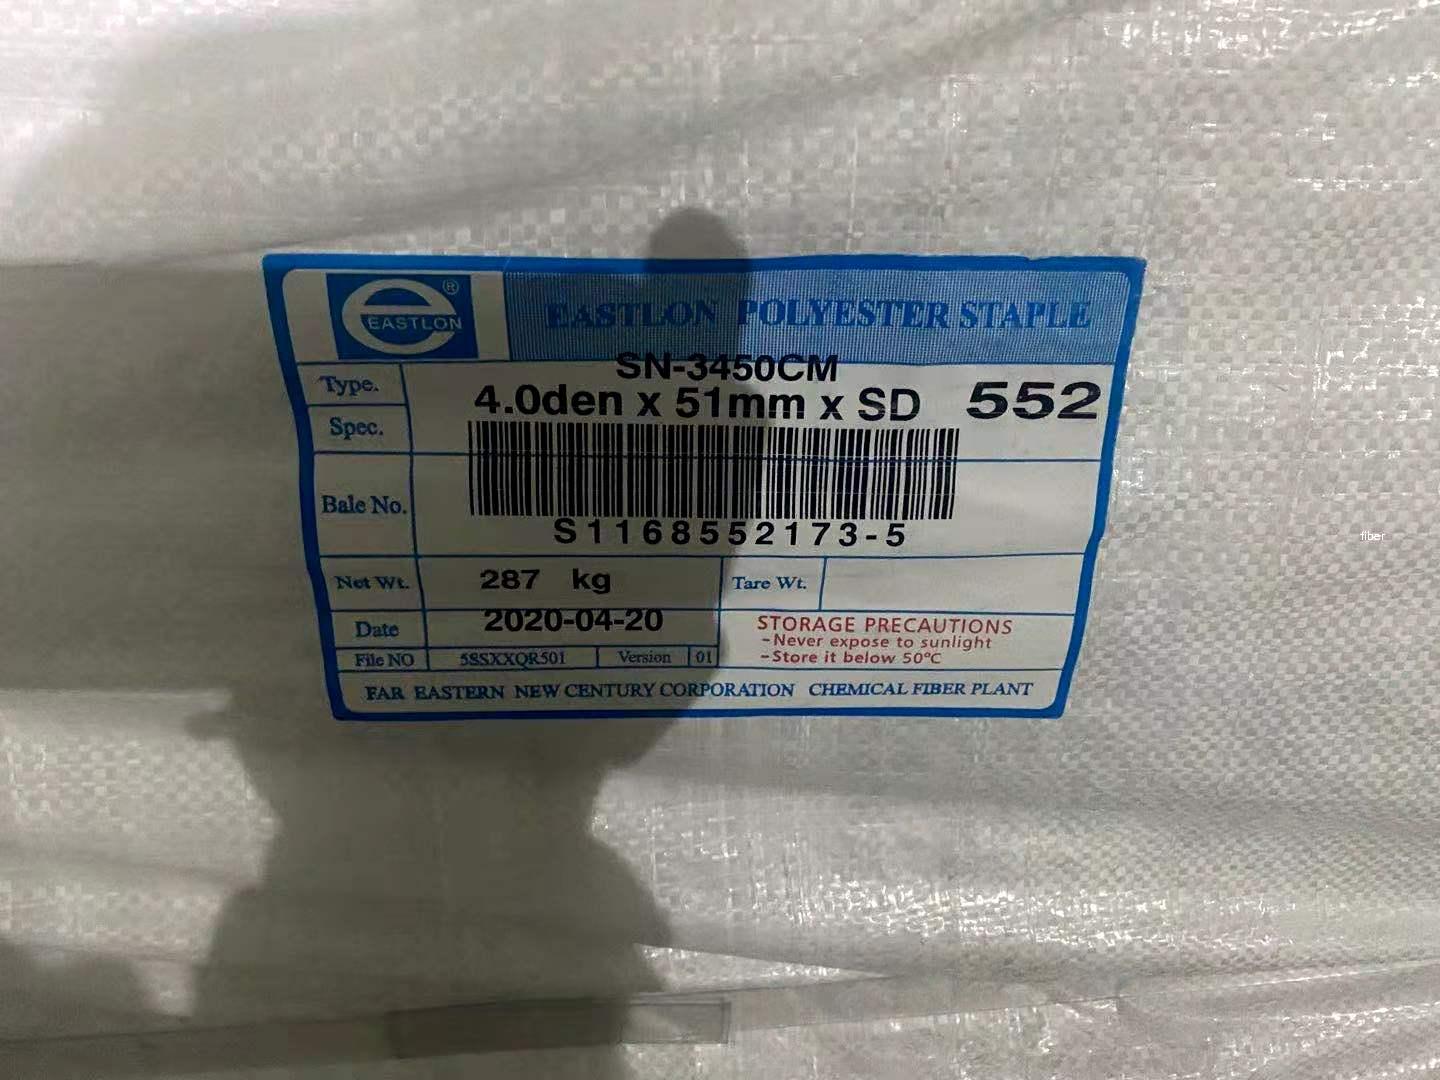 EASTLON ®
EASTLON POLYESTER STAPLE
Type. SN-3450CM
Spec. 4.0den x 51mm x SD 552
Bale No. S1168552173-5
Net Wt. 287 kg Tare Wt.
Date 2020-04-20
File NO 58SXXQR501 Version 01
STORAGE PRECAUTIONS
-Never expose to sunlight
-Store it below 50°C
FAR EASTERN NEW CENTURY CORPORATION CHEMICAL FIBER PLANT
fiber